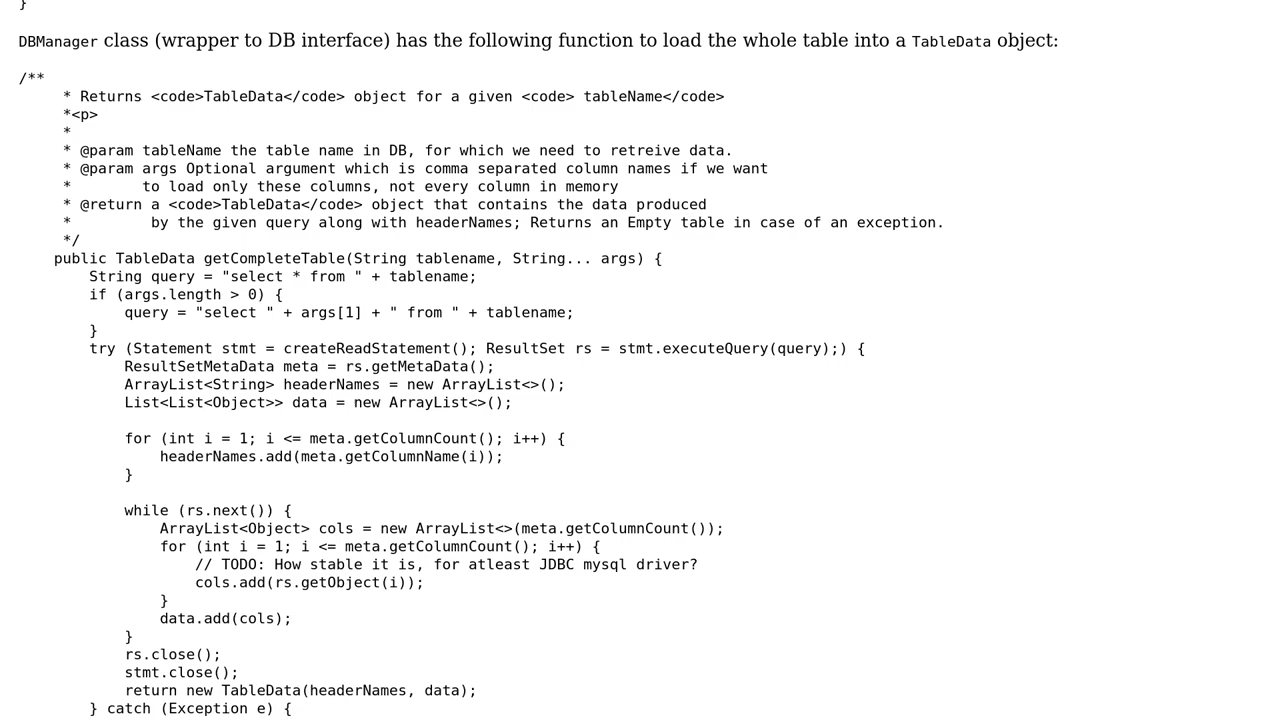 }
DBManager class (wrapper to DB interface) has the following function to load the whole table into a TableData object:
/**
     * Returns <code>TableData</code> object for a given <code> tableName</code>
     *<p>
     *
     * @param tableName the table name in DB, for which we need to retreive data.
     * @param args Optional argument which is comma separated column names if we want
     *        to load only these columns, not every column in memory
     * @return a <code>TableData</code> object that contains the data produced
     *         by the given query along with headerNames; Returns an Empty table in case of an exception.
     */
    public TableData getCompleteTable(String tablename, String... args) {
        String query = "select * from " + tablename;
        if (args.length > 0) {
            query = "select " + args[1] + " from " + tablename;
        }
        try (Statement stmt = createReadStatement(); ResultSet rs = stmt.executeQuery(query);) {
            ResultSetMetaData meta = rs.getMetaData();
            ArrayList<String> headerNames = new ArrayList<>();
            List<List<Object>> data = new ArrayList<>();

            for (int i = 1; i <= meta.getColumnCount(); i++) {
                headerNames.add(meta.getColumnName(i));
            }

            while (rs.next()) {
                ArrayList<Object> cols = new ArrayList<>(meta.getColumnCount());
                for (int i = 1; i <= meta.getColumnCount(); i++) {
                    // TODO: How stable it is, for atleast JDBC mysql driver?
                    cols.add(rs.getObject(i));
                }
                data.add(cols);
            }
            rs.close();
            stmt.close();
            return new TableData(headerNames, data);
        } catch (Exception e) {